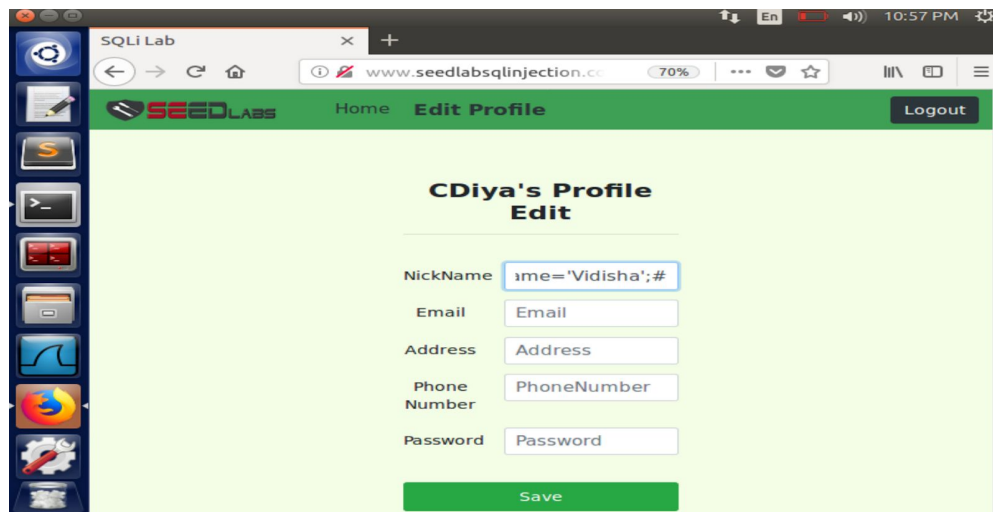 En 10:57 PM
SQLi Lab
www.seedlabsqlinjection.co 70%
SEEDLABS Home Edit Profile Logout
CDiya's Profile
Edit
NickName ame='Vidisha';#
Email Email
Address Address
Phone
Number PhoneNumber
Password Password
Save